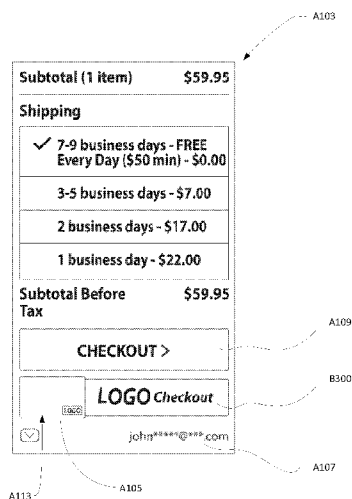 A103
Subtotal (1 item) $59.95
Shipping
7-9 business days - FREE
Every Day ($50 min) - $0.00
3-5 business days - $7.00
2 business days - $17.00
1 business day - $22.00
Subtotal Before $59.95
Tax
A109
CHECKOUT >
B300
LOGO Checkout
LOGO
john*****@***.com
A107
A105
A113